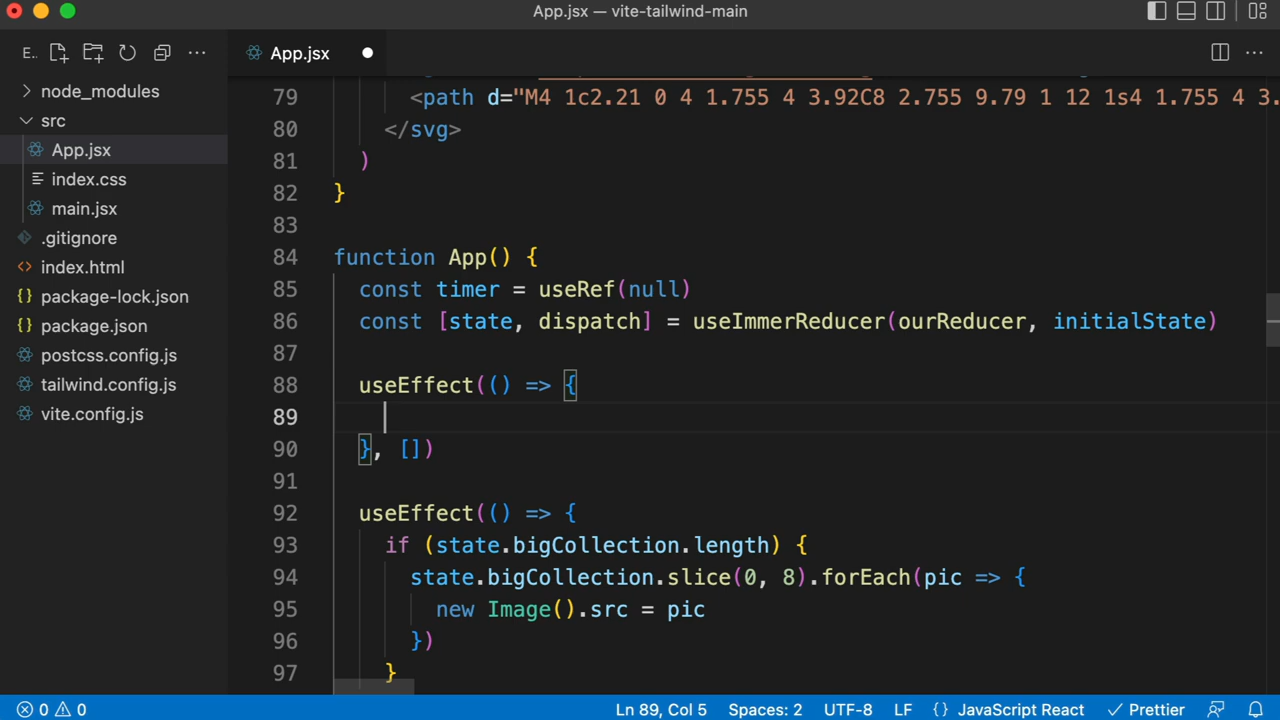 App.jsx — vite-tailwind-main
E..
App.jsx
node_modules
src
App.jsx
index.css
main.jsx
.gitignore
index.html
package-lock.json
package.json
postcss.config.js
tailwind.config.js
vite.config.js
79 <path d="M4 1c2.21 0 4 1.755 4 3.92C8 2.755 9.79 1 12 1s4 1.755 4 3.
80 </svg>
81 )
82 }
83
84 function App() {
85 const timer = useRef(null)
86 const [state, dispatch] = useImmerReducer(ourReducer, initialState)
87
88 useEffect(() => {
89
90 }, [])
91
92 useEffect(() => {
93 if (state.bigCollection.length) {
94 state.bigCollection.slice(0, 8).forEach(pic => {
95 new Image().src = pic
96 })
97 }
0 0 Ln 89, Col 5 Spaces: 2 UTF-8 LF {} JavaScript React Prettier